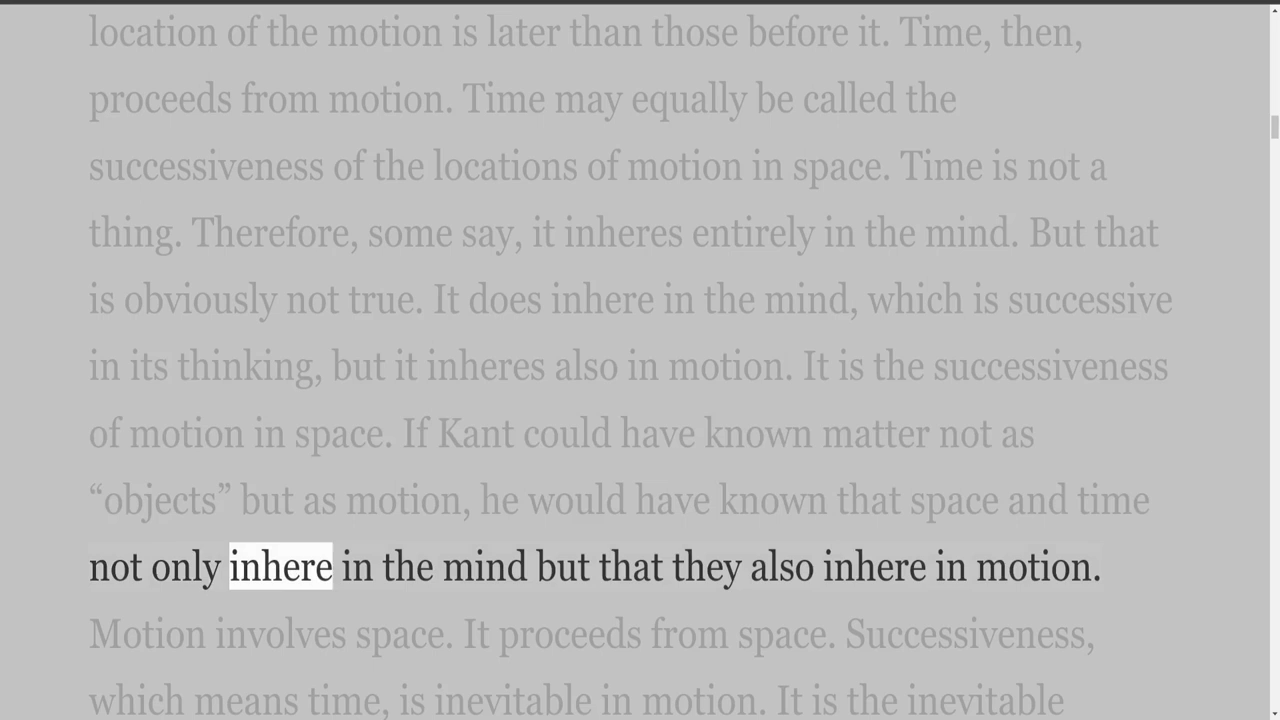 location of the motion is later than those before it. Time, then,
proceeds from motion. Time may equally be called the
successiveness of the locations of motion in space. Time is not a
thing. Therefore, some say, it inheres entirely in the mind. But that
is obviously not true. It does inhere in the mind, which is successive
in its thinking, but it inheres also in motion. It is the successiveness
of motion in space. If Kant could have known matter not as
“objects” but as motion, he would have known that space and time
not only inhere in the mind but that they also inhere in motion.
Motion involves space. It proceeds from space. Successiveness,
which means time, is inevitable in motion. It is the inevitable